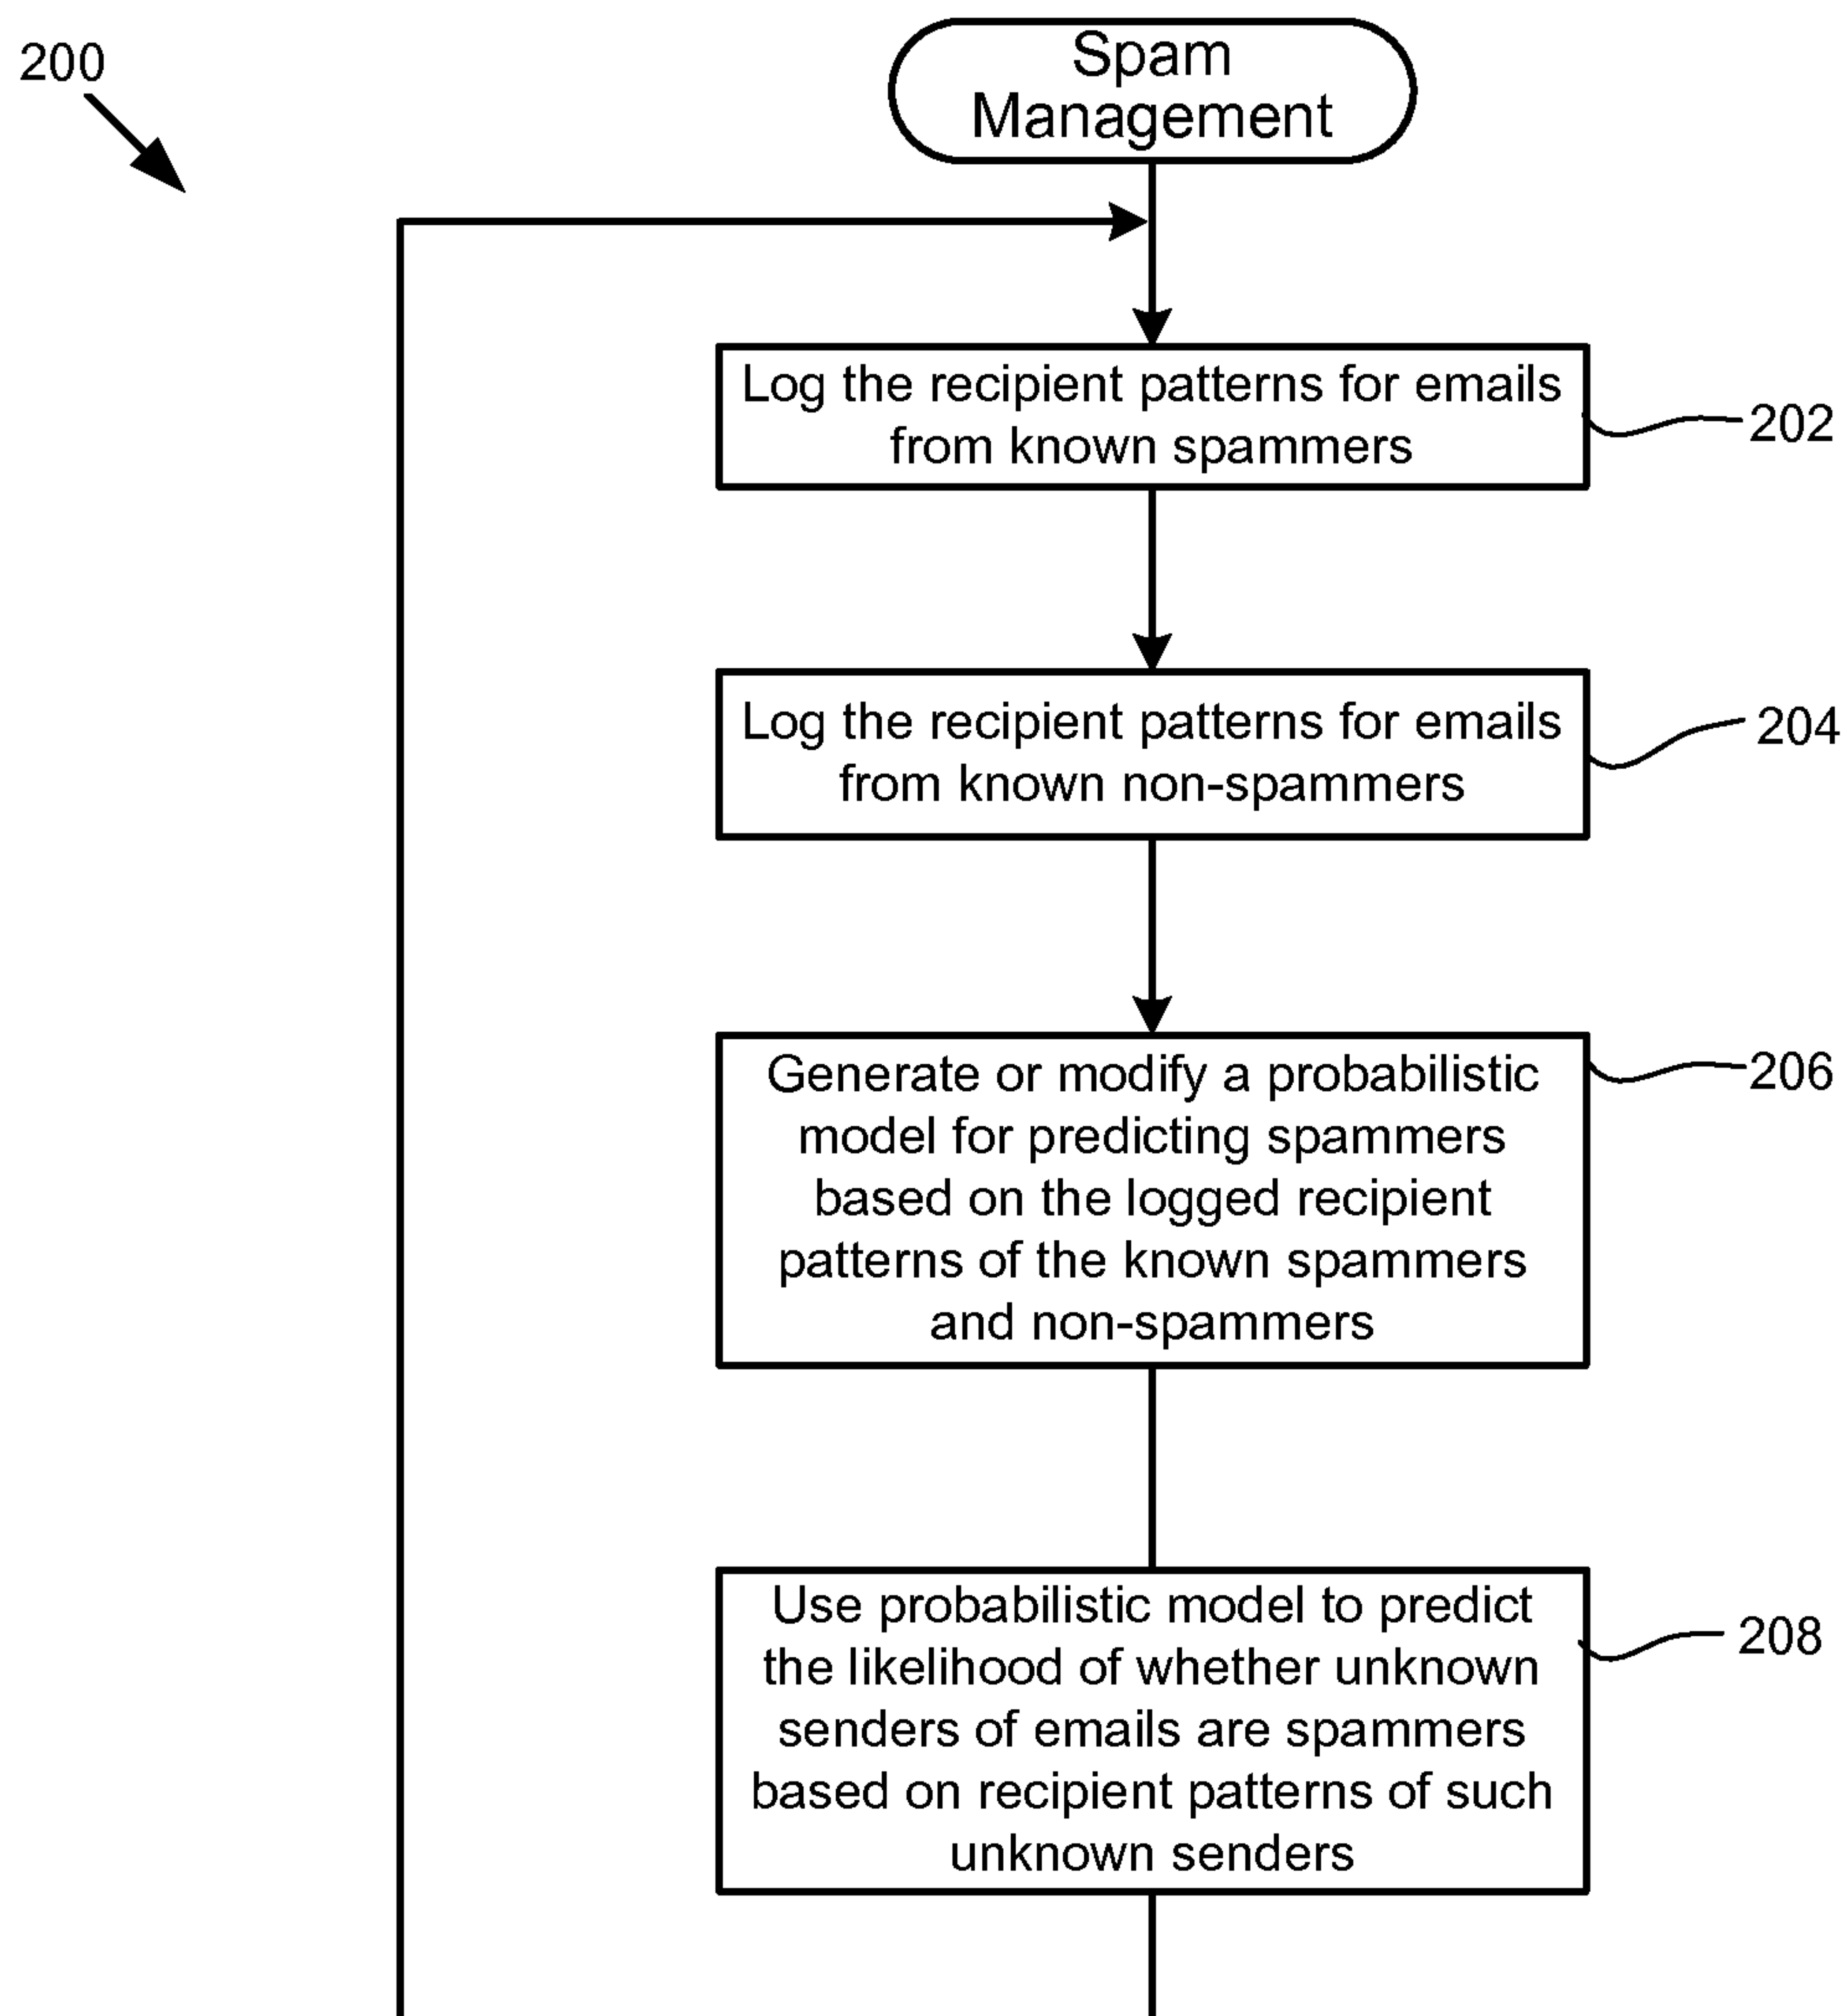 200
Spam
Management
Log the recipient patterns for emails
from known spammers
202
Log the recipient patterns for emails
from known non-spammers
204
Generate or modify a probabilistic
model for predicting spammers
based on the logged recipient
patterns of the known spammers
and non-spammers
206
Use probabilistic model to predict
the likelihood of whether unknown
senders of emails are spammers
based on recipient patterns of such
unknown senders
208